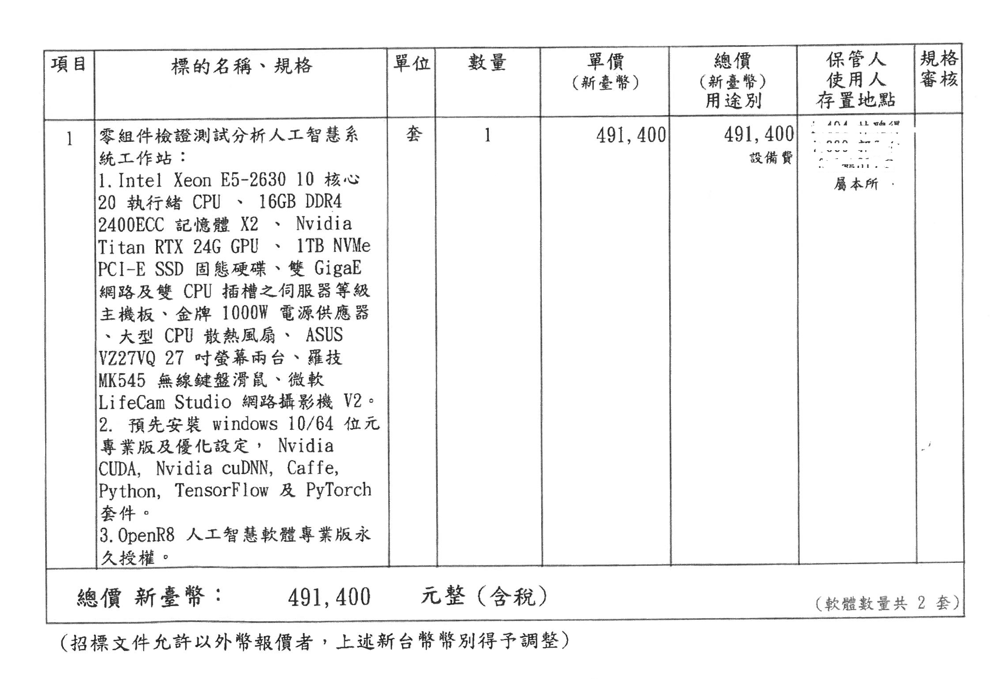 項目
標的名稱、規格
單位
數量
單價
(新臺幣)
總價
(新臺幣)
用途別
保管人
使用人
存置地點
規格
審核
1
零組件檢證測試分析人工智慧系
統工作站：
1.Intel Xeon E5-2630 10 核心
20 執行緒 CPU 、 16GB DDR4
2400ECC 記憶體 X2 、 Nvidia
Titan RTX 24G GPU 、 1TB NVMe
PCI-E SSD 固態硬碟、雙 GigaE
網路及雙 CPU 插槽之伺服器等級
主機板、金牌 1000W 電源供應器
、大型 CPU 散熱風扇、 ASUS
VZ27VQ 27 吋螢幕兩台、羅技
MK545 無線鍵盤滑鼠、微軟
LifeCam Studio 網路攝影機 V2。
2. 預先安裝 windows 10/64 位元
專業版及優化設定， Nvidia
CUDA, Nvidia cuDNN, Caffe,
Python, TensorFlow 及 PyTorch
套件。
3.OpenR8 人工智慧軟體專業版永
久授權。
套
1
491,400
491,400
設備費
屬本所
總價 新臺幣： 491,400 元整(含稅)
(軟體數量共 2 套)
(招標文件允許以外幣報價者，上述新台幣幣別得予調整)